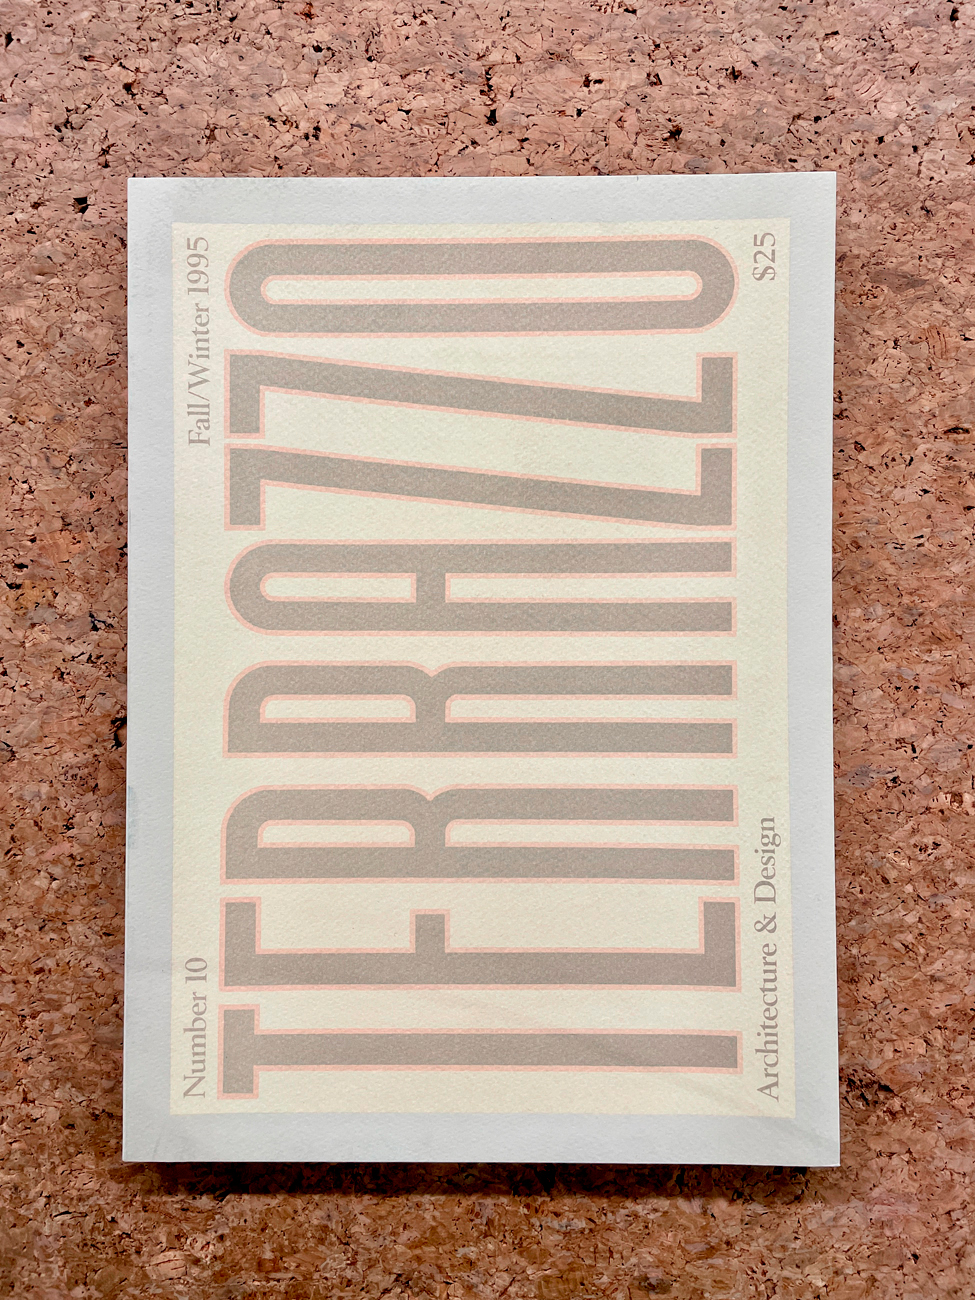 Number 10
Fall/Winter 1995
TERRAZZO
Architecture & Design
$25